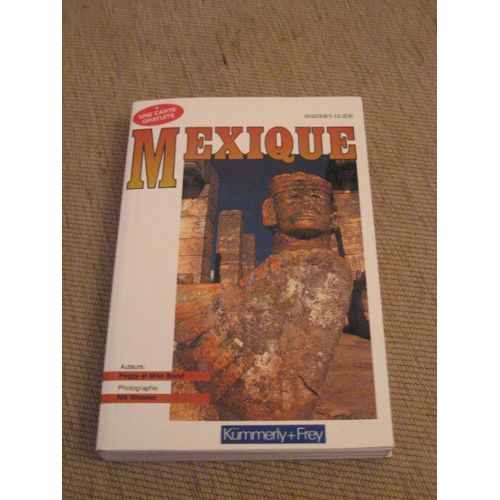 +
UNE CARTE
GRATUITE
INSIDER'S GUIDE
MEXIQUE
Auteurs:
Peggy et Mike Bond
Photographe:
Nik Wheeler
Kümmerly+Frey